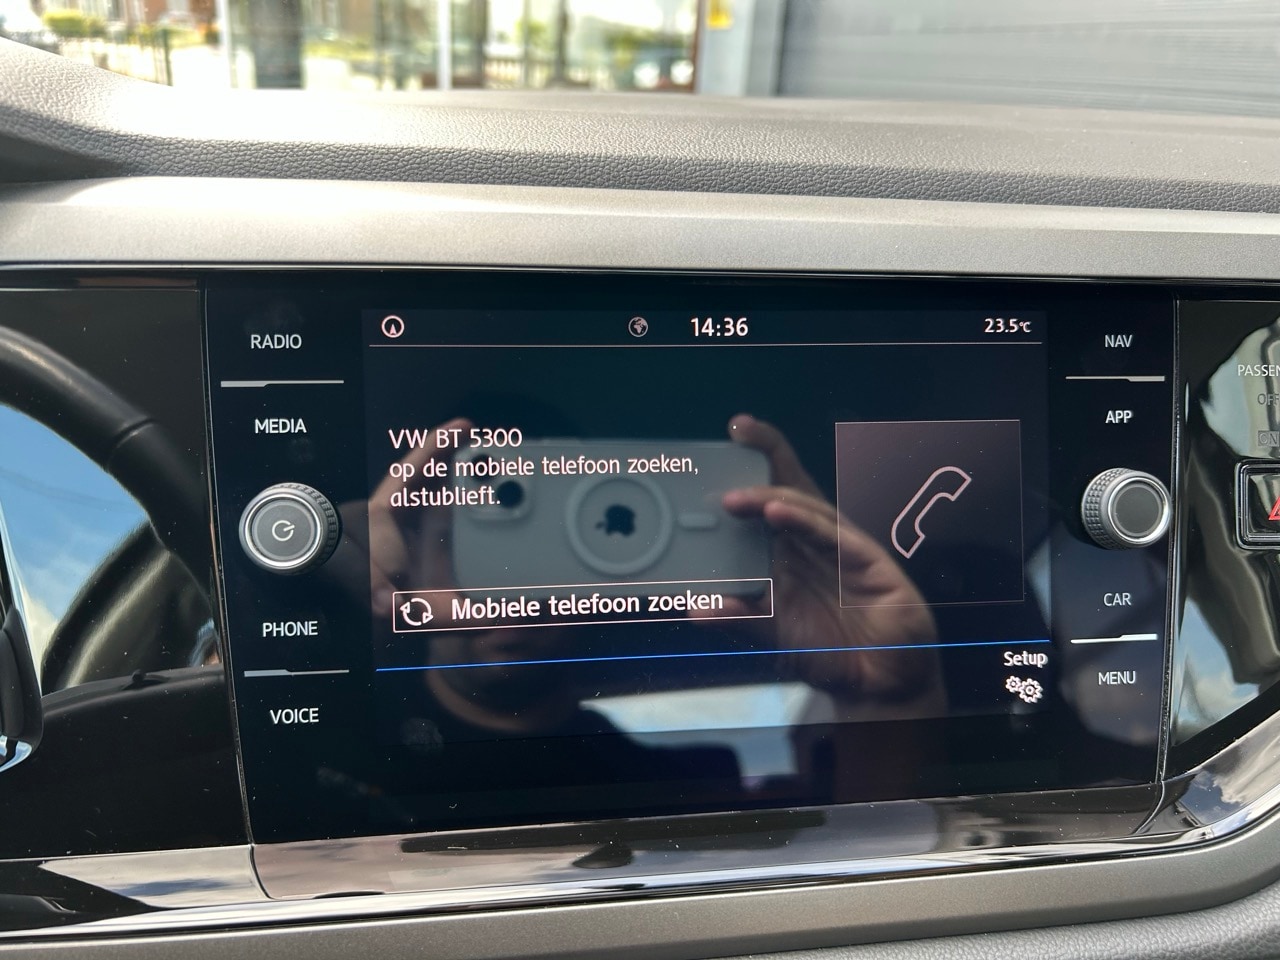 RADIO
MEDIA
PHONE
VOICE
14:36
23.5°C
VW BT 5300
op de mobiele telefoon zoeken,
alstublieft.
Mobiele telefoon zoeken
Setup
NAV
APP
CAR
MENU